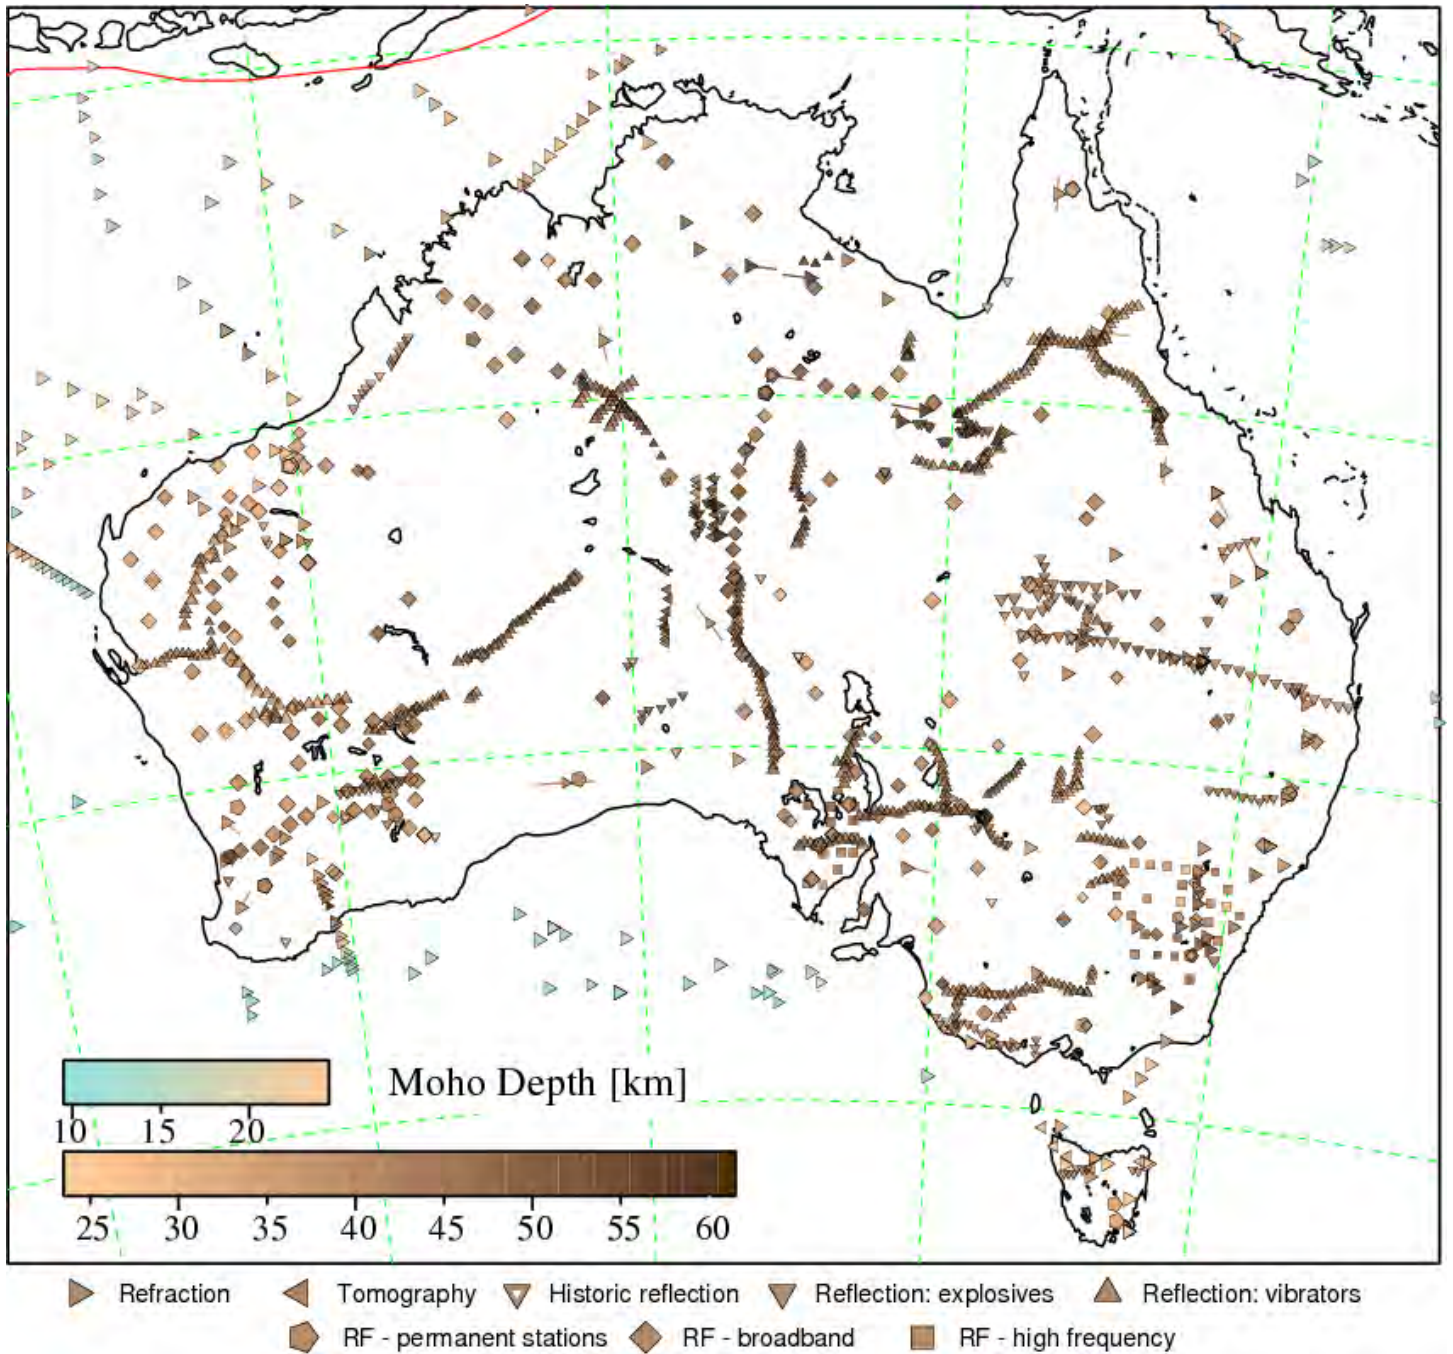 Moho Depth [km]
10 15 20
25 30 35 40 45 50 55 60
Refraction Tomography Historic reflection Reflection: explosives Reflection: vibrators
RF - permanent stations RF - broadband RF - high frequency